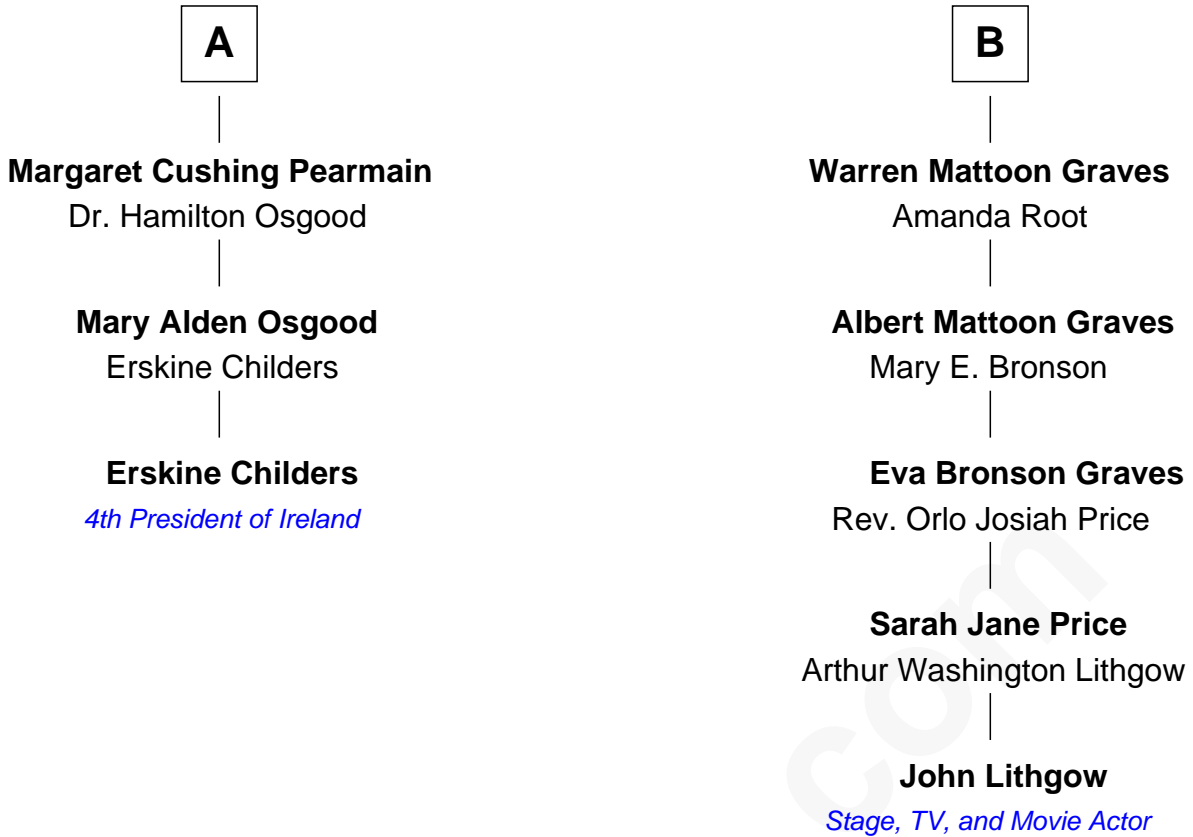 A
Margaret Cushing Pearmain
Dr. Hamilton Osgood
Mary Alden Osgood
Erskine Childers
Erskine Childers
4th President of Ireland
B
Warren Mattoon Graves
Amanda Root
Albert Mattoon Graves
Mary E. Bronson
Eva Bronson Graves
Rev. Orlo Josiah Price
Sarah Jane Price
Arthur Washington Lithgow
John Lithgow
Stage, TV, and Movie Actor
com